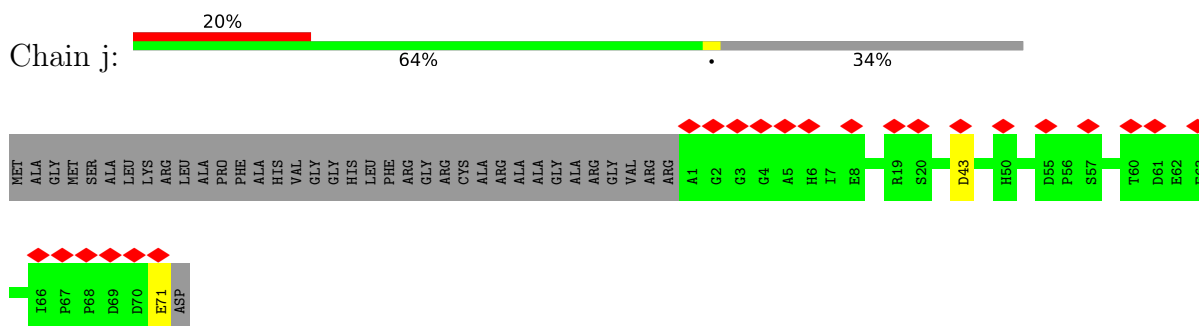 20%
Chain j:
64% • 34%
MET ALA GLY MET SER ALA LEU LYS ARG LEU ALA PRO PHE ALA HIS VAL GLY GLY HIS LEU PHE ARG GLY ARG CYS ALA ARG ALA ALA GLY ALA ARG GLY VAL ARG ARG A1 G2 G3 G4 A5 H6 I7 E8 R19 S20 D43 H50 D55 P56 S57 T60 D61 E62
I66 P67 P68 D69 D70 E71 ASP